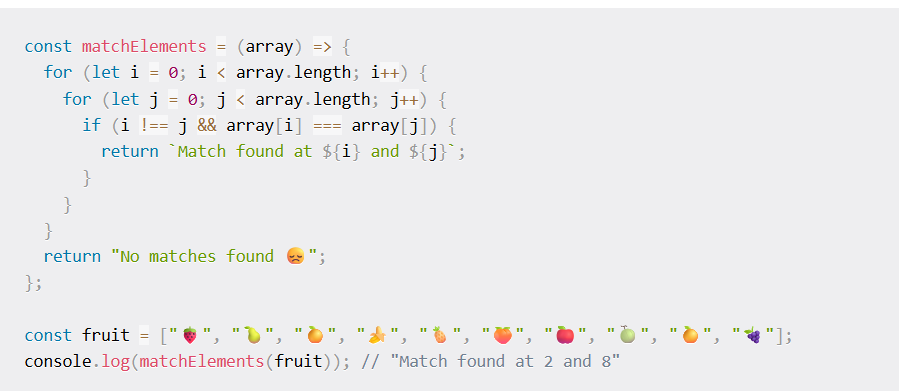 const matchElements = (array) => {
for (let i = 0; i < array.length; i++) {
for (let j = 0; j < array.length; j++) {
if (i !== j && array[i] === array[j]) {
return `Match found at ${i} and ${j}`;
}
}
}
return "No matches found 😞";
};
const fruit = ["🍓", "🍐", "🍊", "🍌", "🍍", "🍑", "🍎", "🍈", "🍊", "🍇"];
console.log(matchElements(fruit)); // "Match found at 2 and 8"